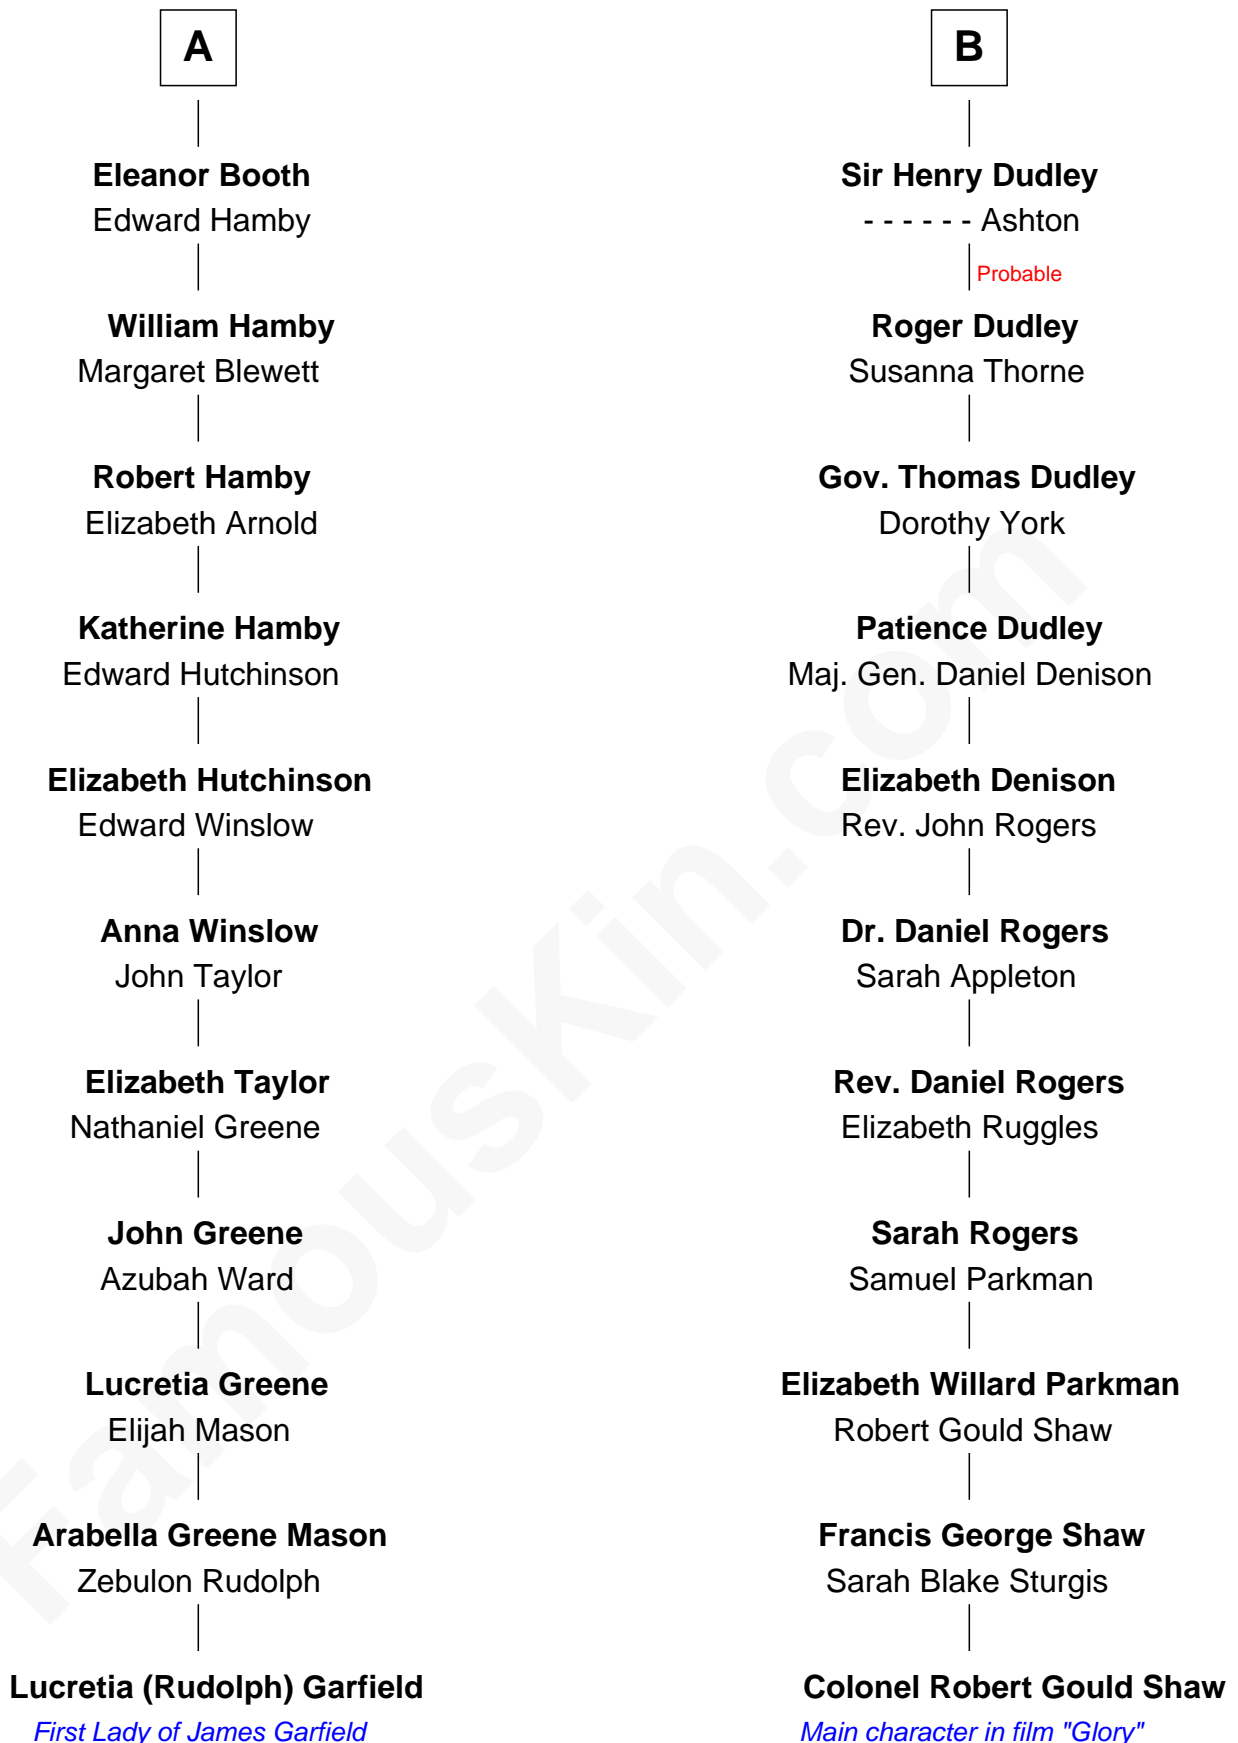 A
Eleanor Booth
Edward Hamby
William Hamby
Margaret Blewett
Robert Hamby
Elizabeth Arnold
Katherine Hamby
Edward Hutchinson
Elizabeth Hutchinson
Edward Winslow
Anna Winslow
John Taylor
Elizabeth Taylor
Nathaniel Greene
John Greene
Azubah Ward
Lucretia Greene
Elijah Mason
Arabella Greene Mason
Zebulon Rudolph
Lucretia (Rudolph) Garfield
First Lady of James Garfield
B
Sir Henry Dudley
- - - - - - Ashton
Probable
Roger Dudley
Susanna Thorne
Gov. Thomas Dudley
Dorothy York
Patience Dudley
Maj. Gen. Daniel Denison
Elizabeth Denison
Rev. John Rogers
Dr. Daniel Rogers
Sarah Appleton
Rev. Daniel Rogers
Elizabeth Ruggles
Sarah Rogers
Samuel Parkman
Elizabeth Willard Parkman
Robert Gould Shaw
Francis George Shaw
Sarah Blake Sturgis
Colonel Robert Gould Shaw
Main character in film "Glory"
FamousKin.com